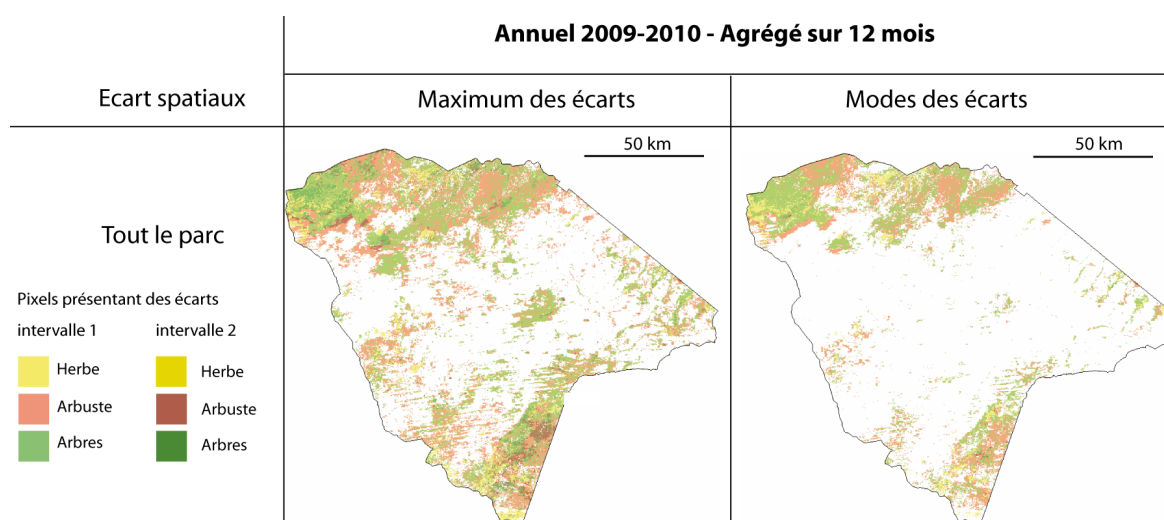 Annuel 2009-2010 - Agrégé sur 12 mois
Ecart spatiaux
Maximum des écarts
Modes des écarts
50 km
50 km
Tout le parc
Pixels présentant des écarts
intervalle 1
intervalle 2
Herbe
Herbe
Arbuste
Arbuste
Arbres
Arbres